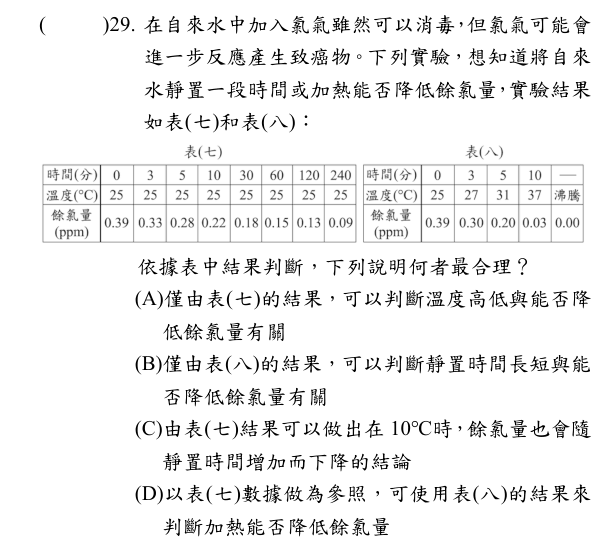 (　　)29. 在自來水中加入氯氣雖然可以消毒，但氯氣可能會
進一步反應產生致癌物。下列實驗，想知道將自來
水靜置一段時間或加熱能否降低餘氯量，實驗結果
如表(七)和表(八)：
表(七)
時間(分) 0 3 5 10 30 60 120 240
溫度(°C) 25 25 25 25 25 25 25 25
餘氯量(ppm) 0.39 0.33 0.28 0.22 0.18 0.15 0.13 0.09
表(八)
時間(分) 0 3 5 10 —
溫度(°C) 25 27 31 37 沸騰
餘氯量(ppm) 0.39 0.30 0.20 0.03 0.00
依據表中結果判斷，下列說明何者最合理？
(A)僅由表(七)的結果，可以判斷溫度高低與能否降
低餘氯量有關
(B)僅由表(八)的結果，可以判斷靜置時間長短與能
否降低餘氯量有關
(C)由表(七)結果可以做出在 10°C時，餘氯量也會隨
靜置時間增加而下降的結論
(D)以表(七)數據做為參照，可使用表(八)的結果來
判斷加熱能否降低餘氯量